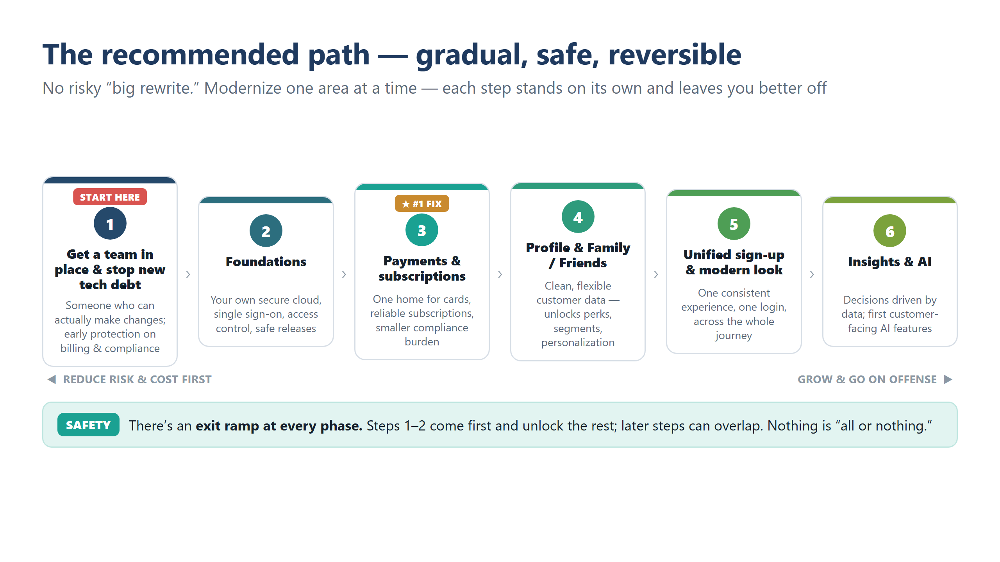 The recommended path — gradual, safe, reversible
No risky “big rewrite.” Modernize one area at a time — each step stands on its own and leaves you better off
START HERE
1
Get a team in
place & stop new
tech debt
Someone who can
actually make changes;
early protection on
billing & compliance
›
2
Foundations
Your own secure cloud,
single sign-on, access
control, safe releases
›
★ #1 FIX
3
Payments &
subscriptions
One home for cards,
reliable subscriptions,
smaller compliance
burden
›
4
Profile & Family
/ Friends
Clean, flexible
customer data —
unlocks perks,
segments,
personalization
›
5
Unified sign-up
& modern look
One consistent
experience, one login,
across the whole
journey
›
6
Insights & AI
Decisions driven by
data; first customer-
facing AI features
◀ REDUCE RISK & COST FIRST
GROW & GO ON OFFENSE ▶
SAFETY
There’s an exit ramp at every phase. Steps 1–2 come first and unlock the rest; later steps can overlap. Nothing is “all or nothing.”